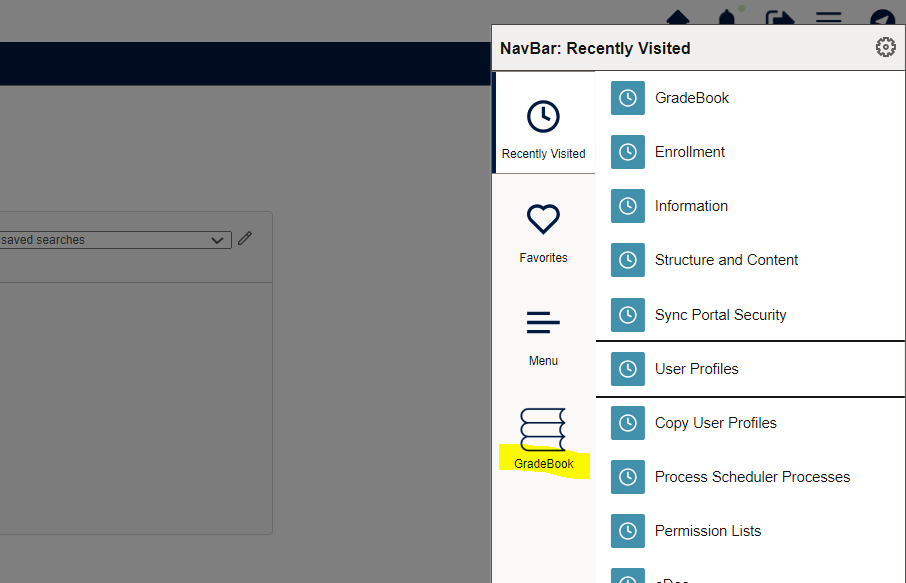 NavBar: Recently Visited
saved searches
Recently Visited
Favorites
Menu
GradeBook
GradeBook
Enrollment
Information
Structure and Content
Sync Portal Security
User Profiles
Copy User Profiles
Process Scheduler Processes
Permission Lists